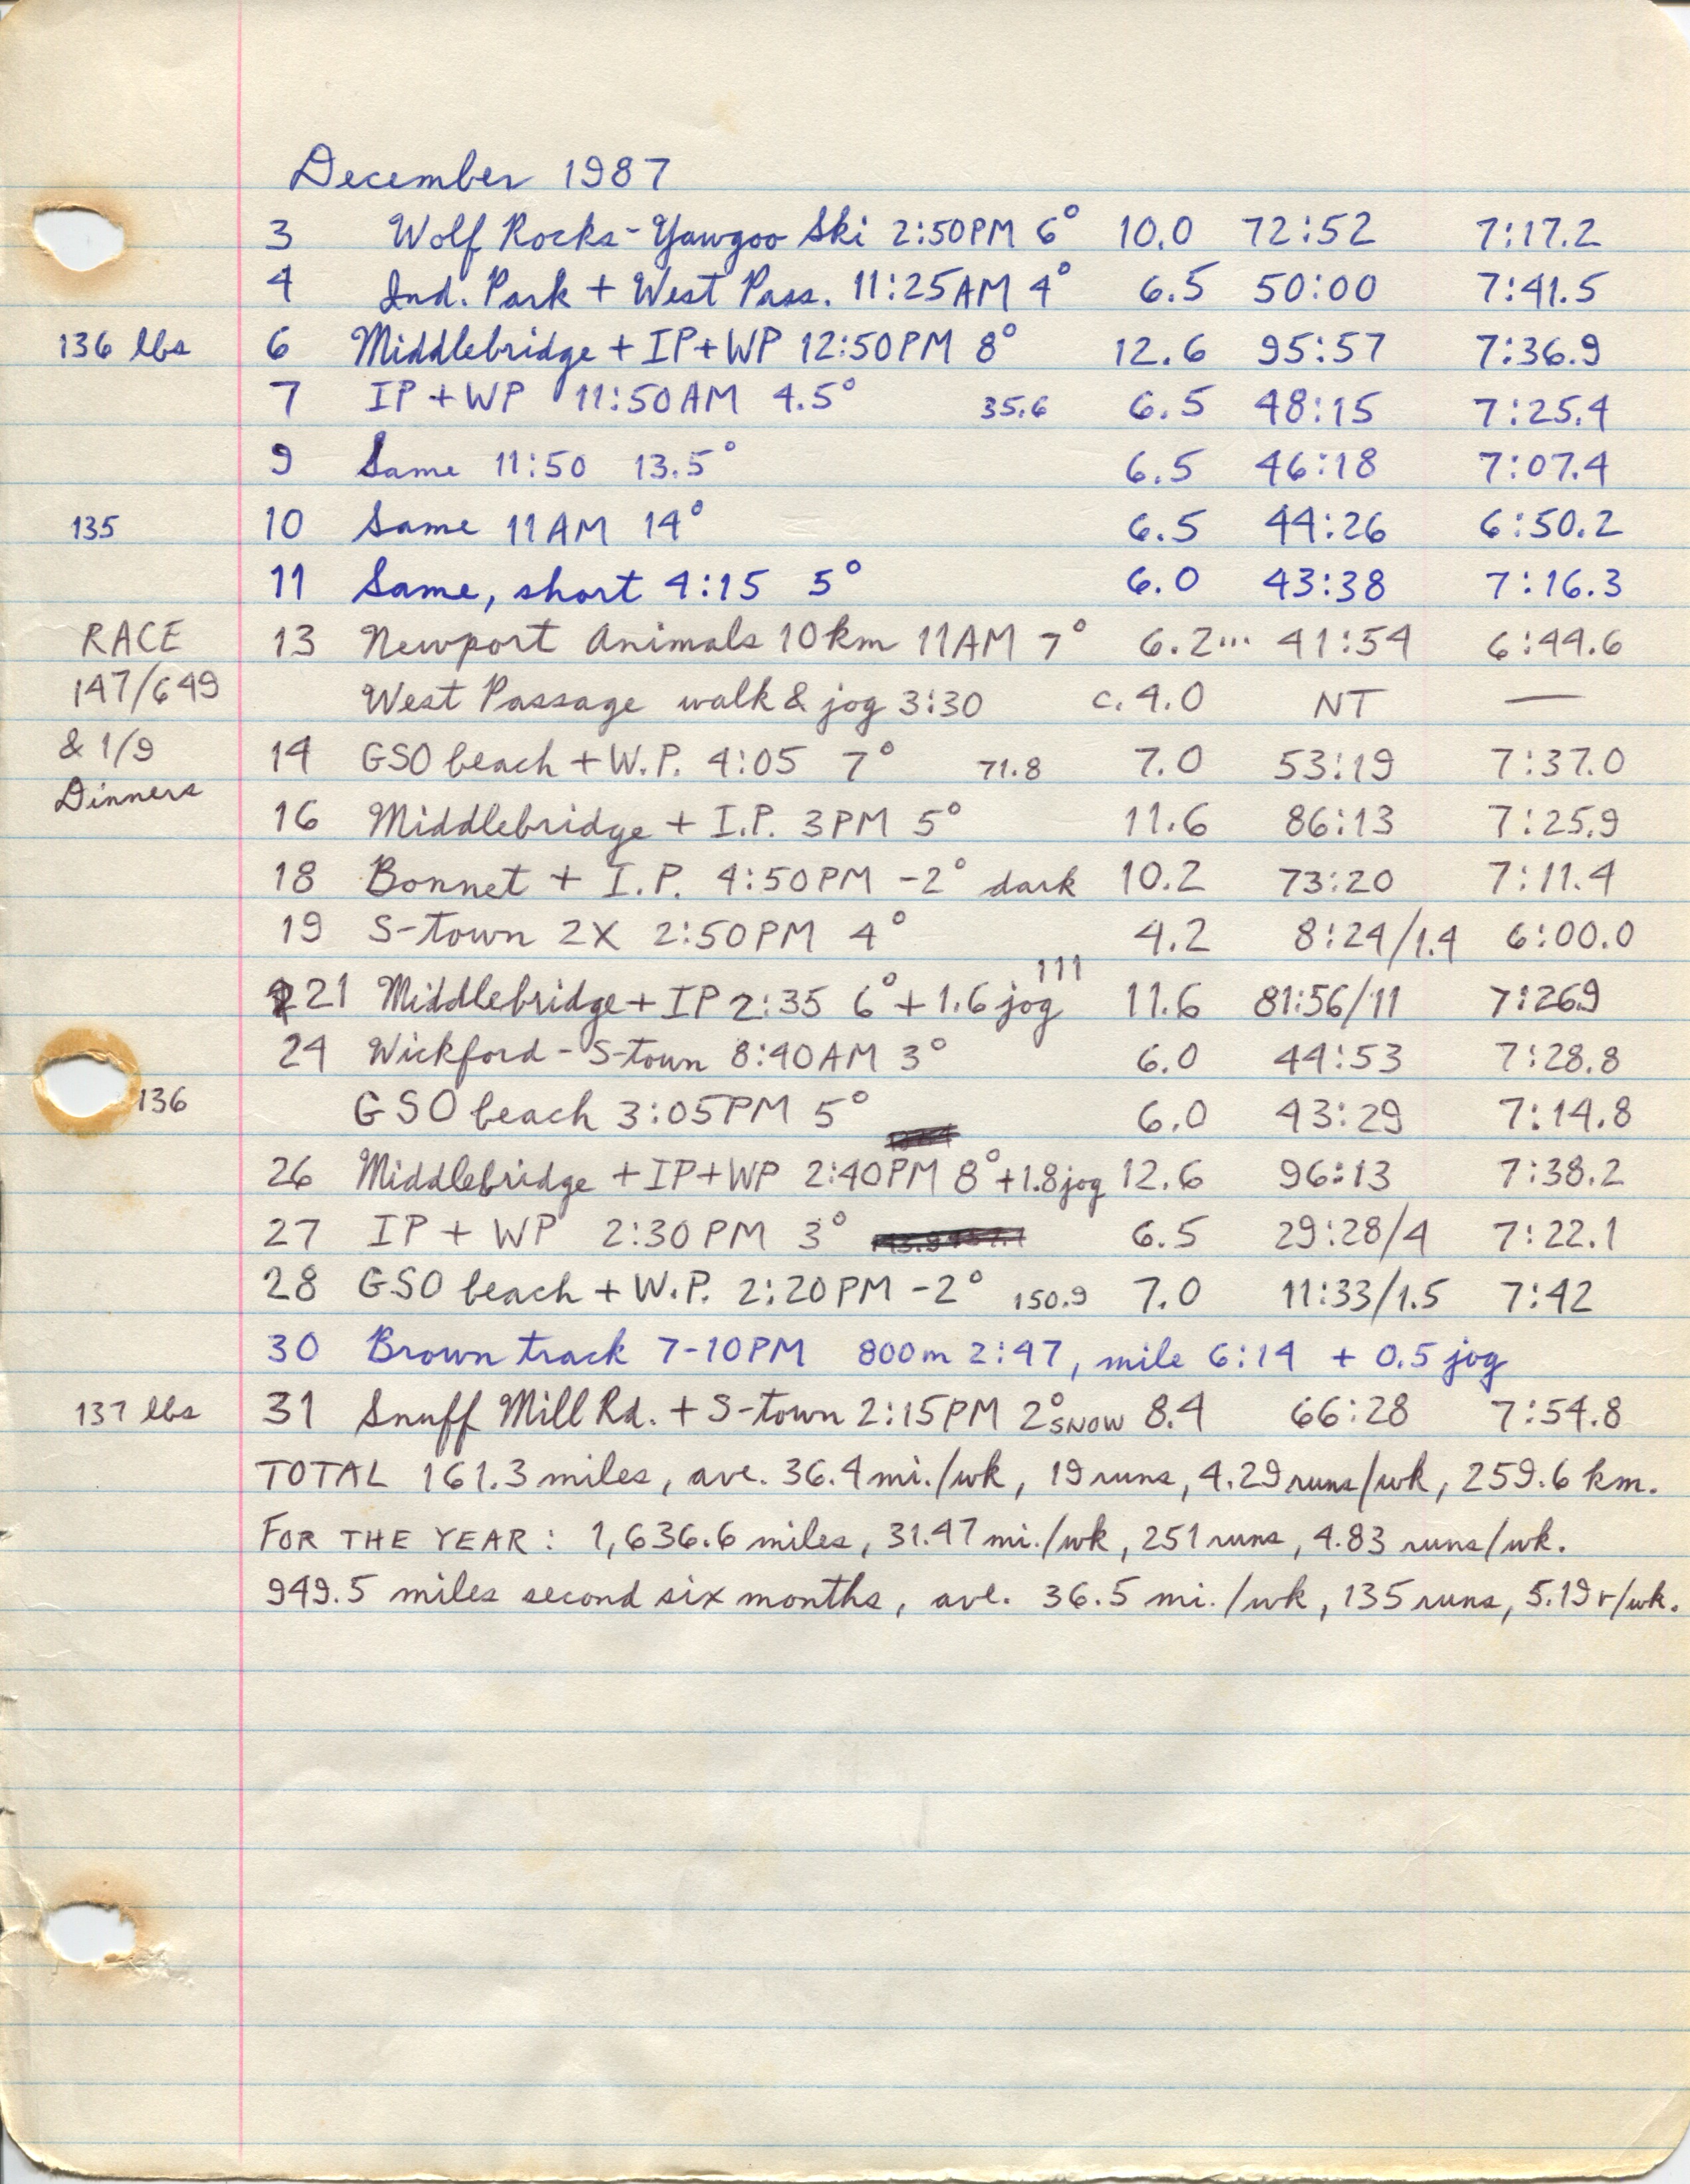 December 1987
3 Wolf Rocks-Yawgoo Ski 2:50PM 6° 10.0 72:52 7:17.2
4 Ind. Park + West Pass. 11:25AM 4° 6.5 50:00 7:41.5
136 lbs 6 Middlebridge + IP+WP 12:50PM 8° 12.6 95:57 7:36.9
7 IP + WP 11:50AM 4.5° 35.6 6.5 48:15 7:25.4
9 Same 11:50 13.5° 6.5 46:18 7:07.4
135 10 Same 11AM 14° 6.5 44:26 6:50.2
11 Same, short 4:15 5° 6.0 43:38 7:16.3
RACE 13 Newport Animals 10km 11AM 7° 6.2... 41:54 6:44.6
147/649 West Passage walk & jog 3:30 c. 4.0 NT —
& 1/9 14 GSO beach + W.P. 4:05 7° 71.8 7.0 53:19 7:37.0
Dinners 16 Middlebridge + I.P. 3PM 5° 11.6 86:13 7:25.9
18 Bonnet + I.P. 4:50PM -2° dark 10.2 73:20 7:11.4
19 S-town 2X 2:50PM 4° 4.2 8:24/1.4 6:00.0
111
21 Middlebridge + IP 2:35 6° + 1.6 jog 11.6 81:56/11 7:26.9
24 Wickford - S-town 8:40AM 3° 6.0 44:53 7:28.8
136 GSO beach 3:05PM 5° 6.0 43:29 7:14.8
26 Middlebridge + IP+WP 2:40PM 8° +1.8 jog 12.6 96:13 7:38.2
27 IP + WP 2:30PM 3° 6.5 29:28/4 7:22.1
28 GSO beach + W.P. 2:20PM -2° 150.9 7.0 11:33/1.5 7:42
30 Brown track 7-10PM 800m 2:47, mile 6:14 + 0.5 jog
137 lbs 31 Snuff Mill Rd. + S-town 2:15PM 2° SNOW 8.4 66:28 7:54.8
TOTAL 161.3 miles, ave. 36.4 mi./wk, 19 runs, 4.29 runs/wk, 259.6 km.
FOR THE YEAR: 1,636.6 miles, 31.47 mi./wk, 251 runs, 4.83 runs/wk.
949.5 miles second six months, ave. 36.5 mi./wk, 135 runs, 5.19 r/wk.